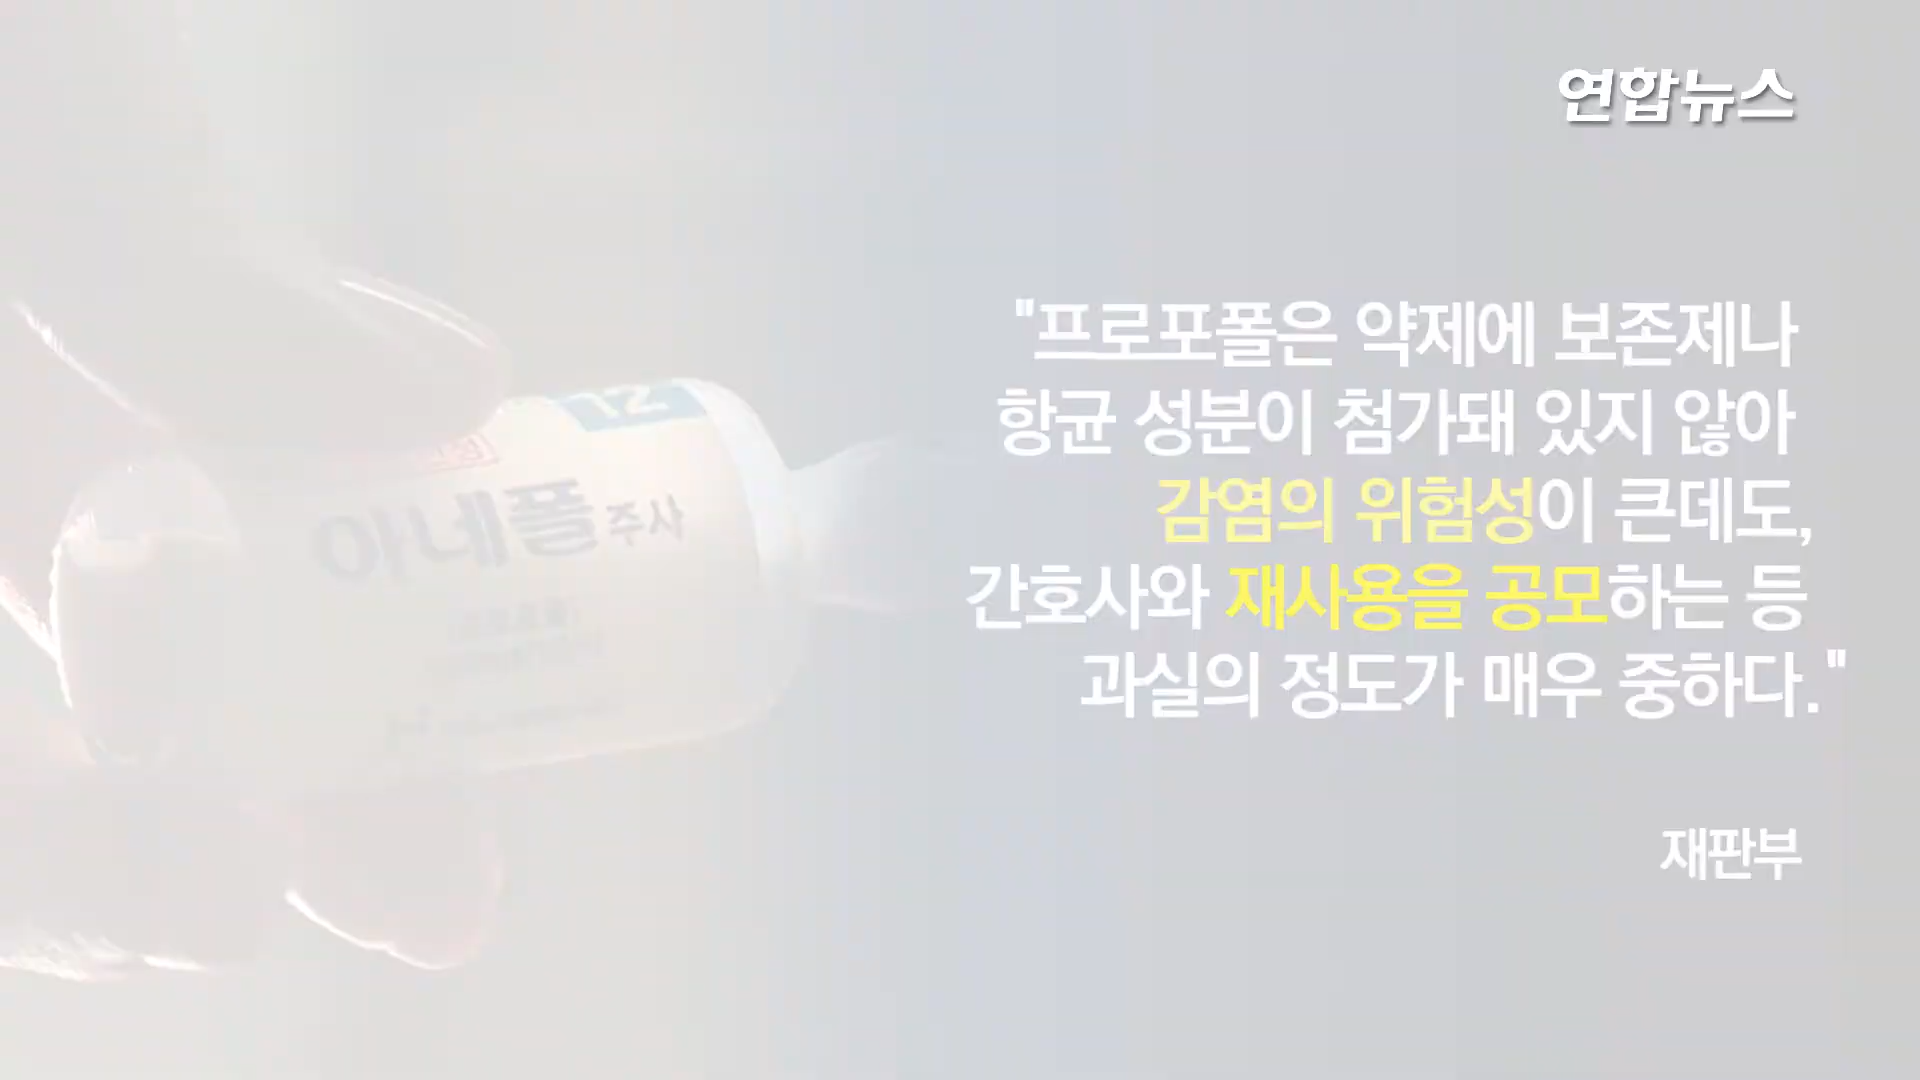 연합뉴스
"프로포폴은 약제에 보존제나
항균 성분이 첨가돼 있지 않아
감염의 위험성이 큰데도,
간호사와 재사용을 공모하는 등
과실의 정도가 매우 중하다."
재판부
12
아네폴주사